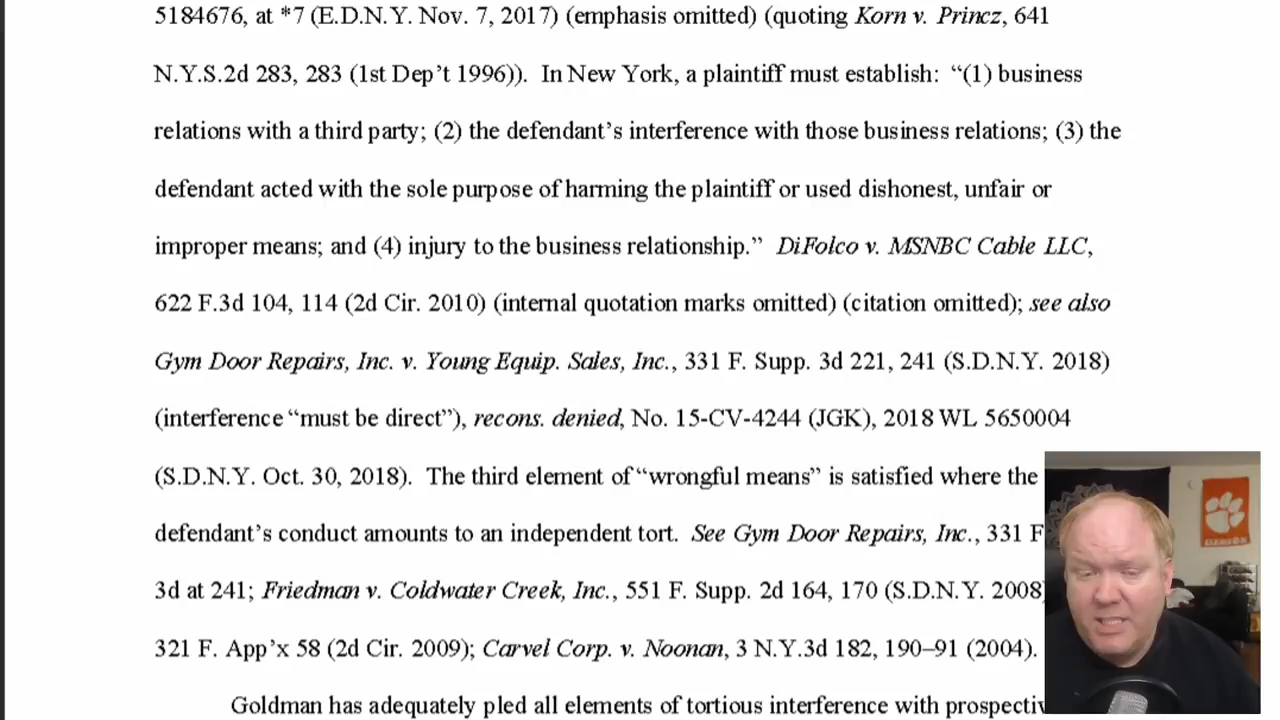 5184676, at *7 (E.D.N.Y. Nov. 7, 2017) (emphasis omitted) (quoting Korn v. Princz, 641
N.Y.S.2d 283, 283 (1st Dep’t 1996)). In New York, a plaintiff must establish: “(1) business
relations with a third party; (2) the defendant’s interference with those business relations; (3) the
defendant acted with the sole purpose of harming the plaintiff or used dishonest, unfair or
improper means; and (4) injury to the business relationship.” DiFolco v. MSNBC Cable LLC,
622 F.3d 104, 114 (2d Cir. 2010) (internal quotation marks omitted) (citation omitted); see also
Gym Door Repairs, Inc. v. Young Equip. Sales, Inc., 331 F. Supp. 3d 221, 241 (S.D.N.Y. 2018)
(interference “must be direct”), recons. denied, No. 15-CV-4244 (JGK), 2018 WL 5650004
(S.D.N.Y. Oct. 30, 2018). The third element of “wrongful means” is satisfied where the
defendant’s conduct amounts to an independent tort. See Gym Door Repairs, Inc., 331 F
3d at 241; Friedman v. Coldwater Creek, Inc., 551 F. Supp. 2d 164, 170 (S.D.N.Y. 2008)
321 F. App’x 58 (2d Cir. 2009); Carvel Corp. v. Noonan, 3 N.Y.3d 182, 190–91 (2004).
Goldman has adequately pled all elements of tortious interference with prospectiv
CLEMSON